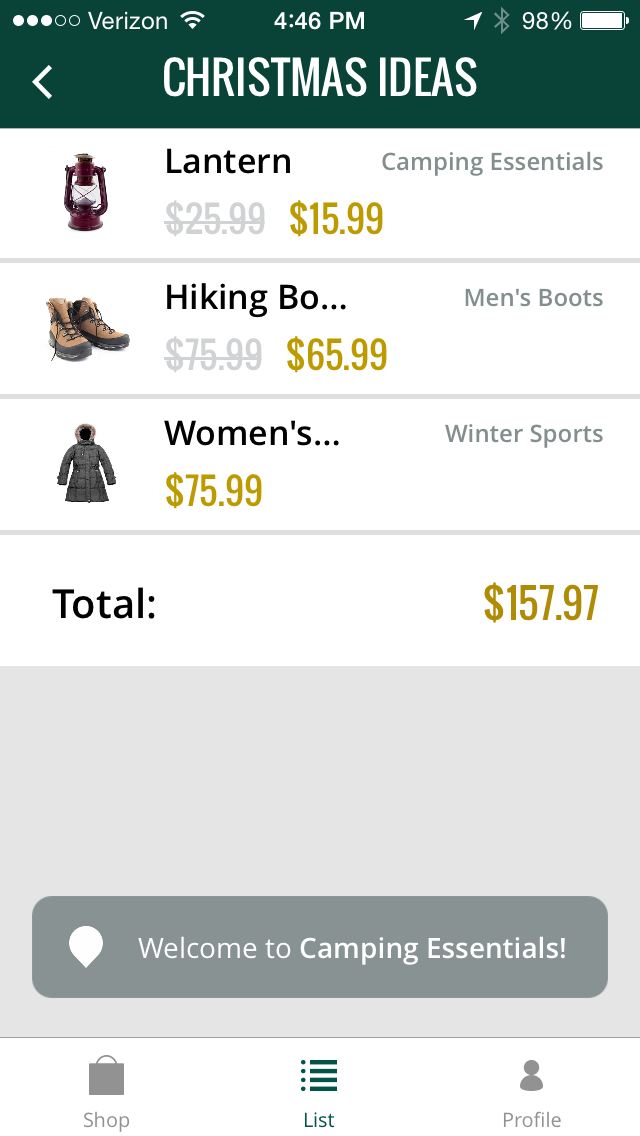 Verizon 4:46 PM 98%
CHRISTMAS IDEAS
Lantern Camping Essentials
$25.99 $15.99
Hiking Bo... Men's Boots
$75.99 $65.99
Women's... Winter Sports
$75.99
Total: $157.97
Welcome to Camping Essentials!
Shop List Profile